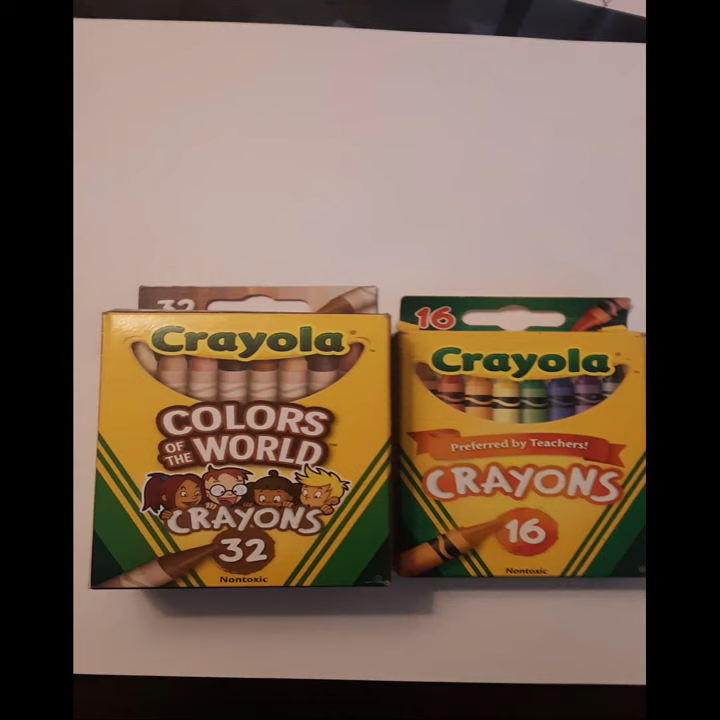 32
Crayola
COLORS
OF THE WORLD
CRAYONS
32
Nontoxic
16
Crayola
Preferred by Teachers!
CRAYONS
16
Nontoxic